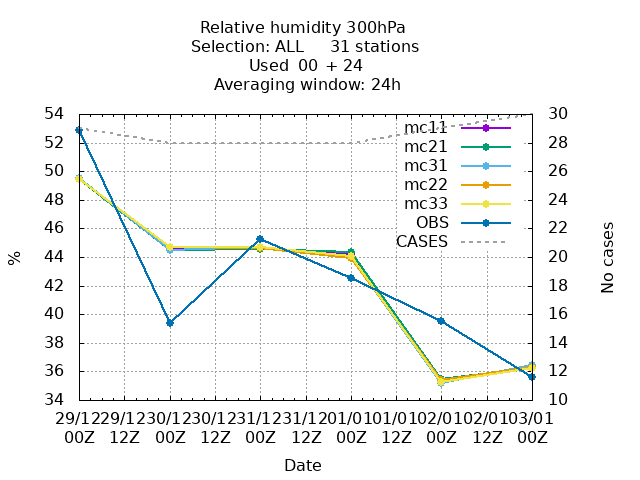 Relative humidity 300hPa
Selection: ALL 31 stations
Used 00 + 24
Averaging window: 24h
54 30
52 28
50 26
48 24
46 22
44 20
42 18
40 16
38 14
36 12
34 10
%
No cases
mc11
mc21
mc31
mc22
mc33
OBS
CASES
29/12 29/12 30/12 30/12 31/12 31/12 01/01 01/01 02/01 02/01 03/01
00Z 12Z 00Z 12Z 00Z 12Z 00Z 12Z 00Z 12Z 00Z
Date